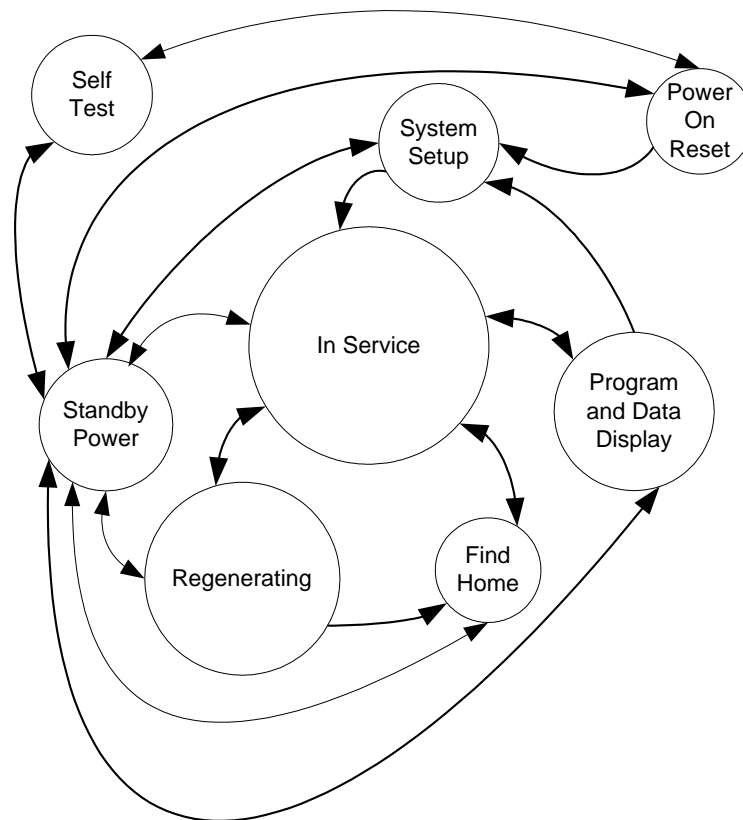 Self
Test
Power
On
Reset
System
Setup
In Service
Program
and Data
Display
Standby
Power
Regenerating
Find
Home